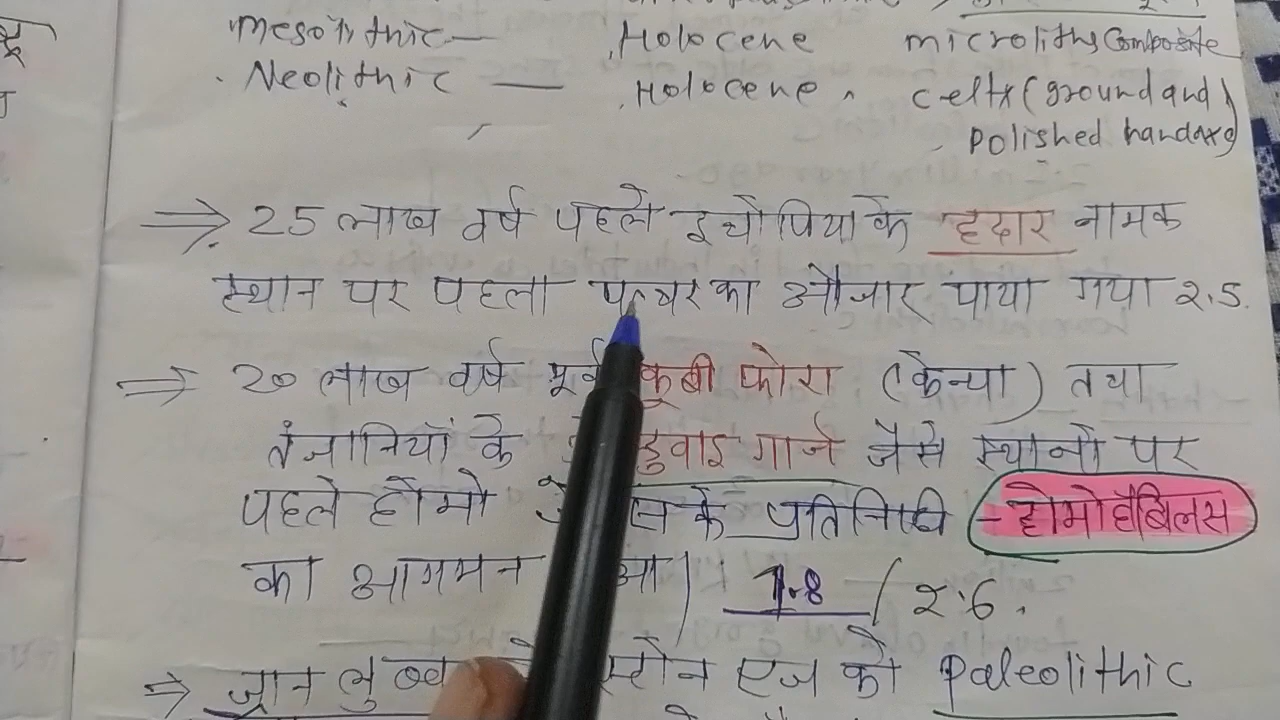 Mesolithic — Holocene microliths Composite
Neolithic — Holocene celts (ground and
Polished handaxe)
⇒ 25 लाख वर्ष पहले इथोपिया के हदार नामक
स्थान पर पहला पत्थर का औजार पाया गया 2.5
⇒ 20 लाख वर्ष पूर्व कूबी फोरा (केन्या) तथा
तंजानियाँ के डुवाइ गार्ज जैसे स्थानों पर
पहले होमो के प्रतिनिधि - होमोहैबिलस
का आगमन 1.8 / 2.6.
⇒ जान लुब्ब स्टोन एज को Paleolithic